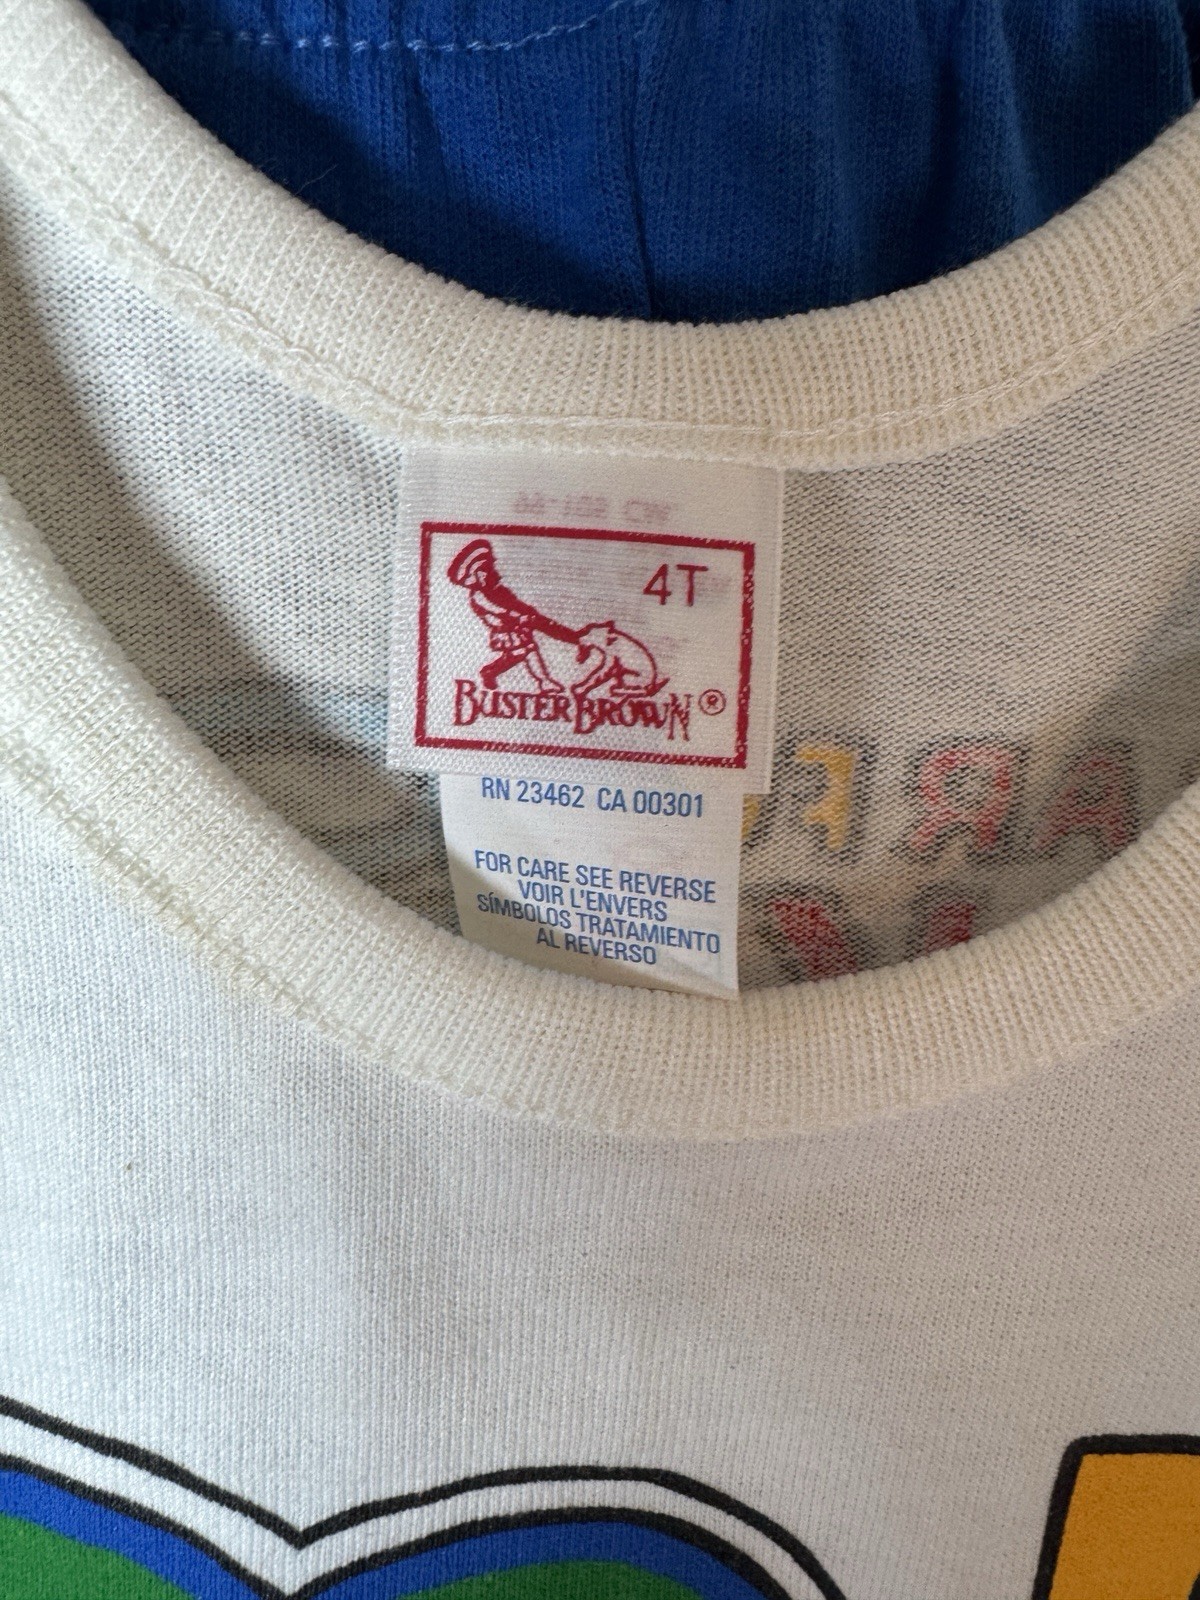 4T
BUSTER BROWN®
RN 23462 CA 00301
FOR CARE SEE REVERSE
VOIR L'ENVERS
SÍMBOLOS TRATAMIENTO
AL REVERSO